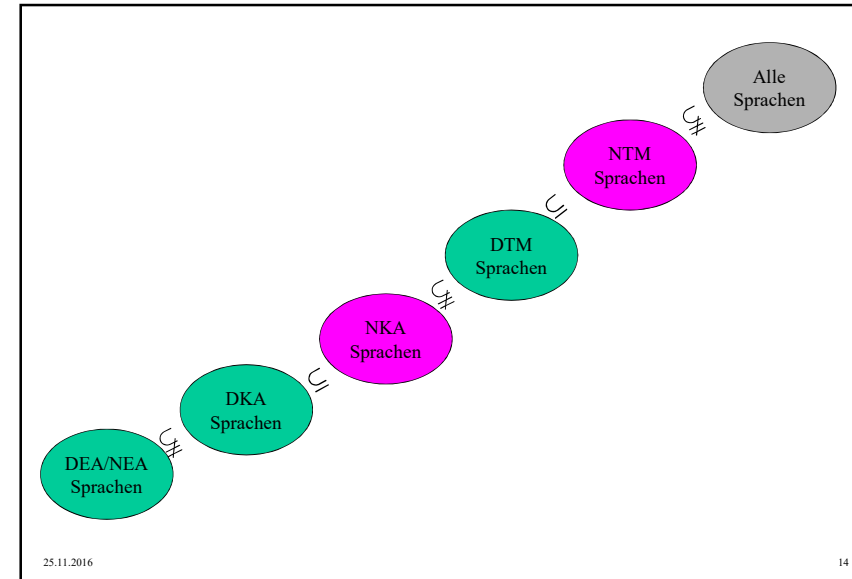 Alle
Sprachen
⊊
NTM
Sprachen
⊆
DTM
Sprachen
⊊
NKA
Sprachen
⊆
DKA
Sprachen
⊊
DEA/NEA
Sprachen
25.11.2016
14